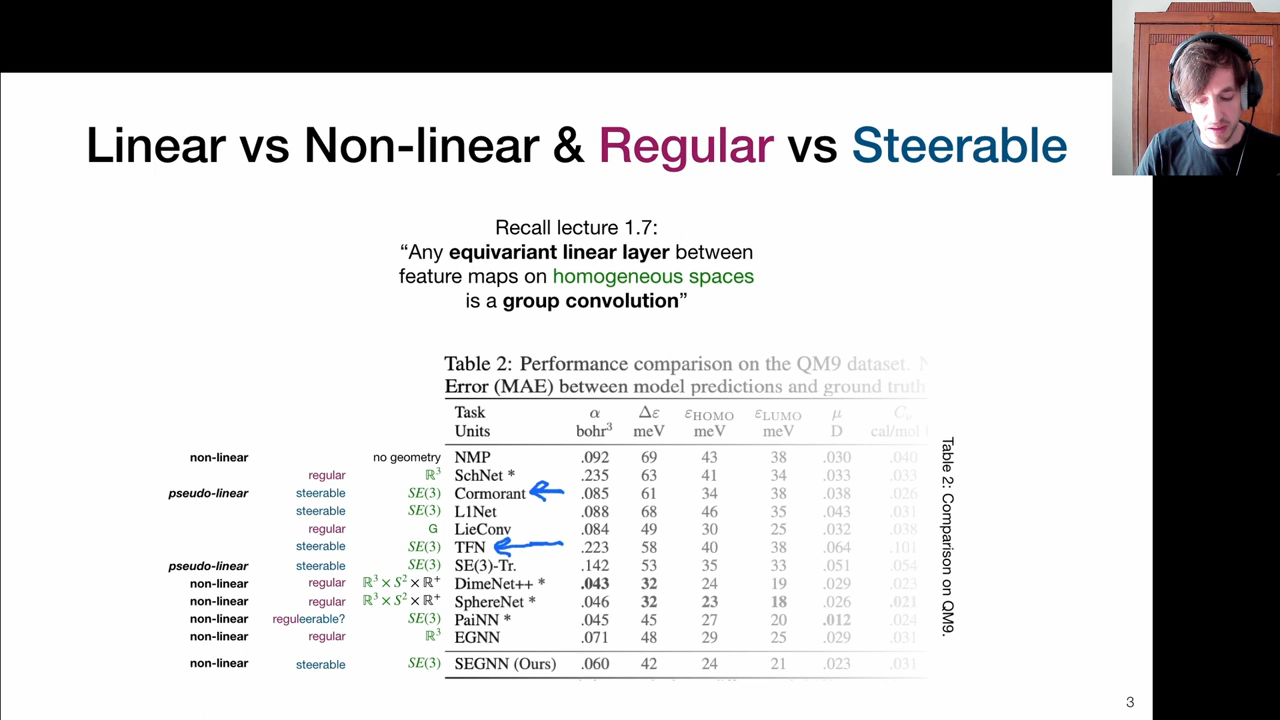 Linear vs Non-linear & Regular vs Steerable
Recall lecture 1.7:
“Any equivariant linear layer between
feature maps on homogeneous spaces
is a group convolution”
Table 2: Performance comparison on the QM9 dataset.
Error (MAE) between model predictions and ground truth
Task α Δε εHOMO εLUMO μ
Units bohr³ meV meV meV D cal/mol
non-linear no geometry NMP .092 69 43 38 .030 .040
regular ℝ³ SchNet * .235 63 41 34 .033 .033
pseudo-linear steerable SE(3) Cormorant .085 61 34 38 .038 .026
steerable SE(3) L1Net .088 68 46 35 .043 .031
regular G LieConv .084 49 30 25 .032 .038
steerable SE(3) TFN .223 58 40 38 .064 .101
pseudo-linear steerable SE(3) SE(3)-Tr. .142 53 35 33 .051 .054
non-linear regular ℝ³ × S² × ℝ⁺ DimeNet++ * .043 32 24 19 .029 .023
non-linear regular ℝ³ × S² × ℝ⁺ SphereNet * .046 32 23 18 .026 .021
non-linear reguleerable? SE(3) PaiNN * .045 45 27 20 .012 .024
non-linear regular ℝ³ EGNN .071 48 29 25 .029 .031
non-linear steerable SE(3) SEGNN (Ours) .060 42 24 21 .023 .031
Table 2: Comparison on QM9.
3